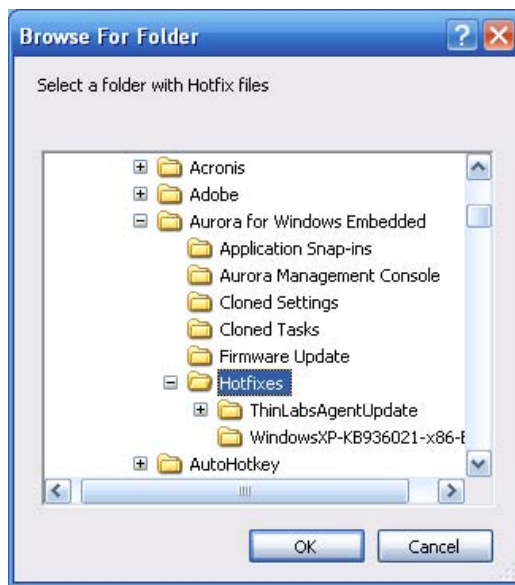 Browse For Folder
Select a folder with Hotfix files
Acronis
Adobe
Aurora for Windows Embedded
Application Snap-ins
Aurora Management Console
Cloned Settings
Cloned Tasks
Firmware Update
Hotfixes
ThinLabsAgentUpdate
WindowsXP-KB936021-x86-E
AutoHotkey
OK Cancel